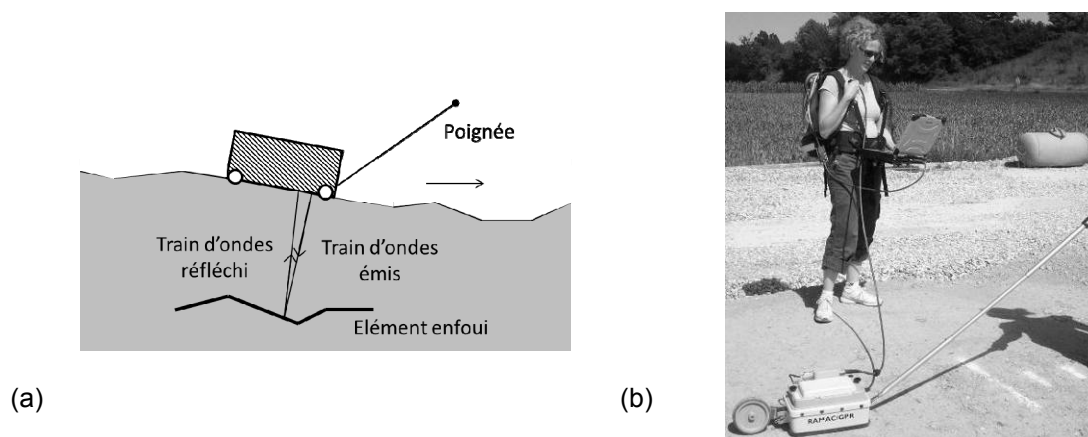 Poignée
Train d'ondes
réfléchi
Train d'ondes
émis
Elément enfoui
(a)
(b)
RAMAC/GPR